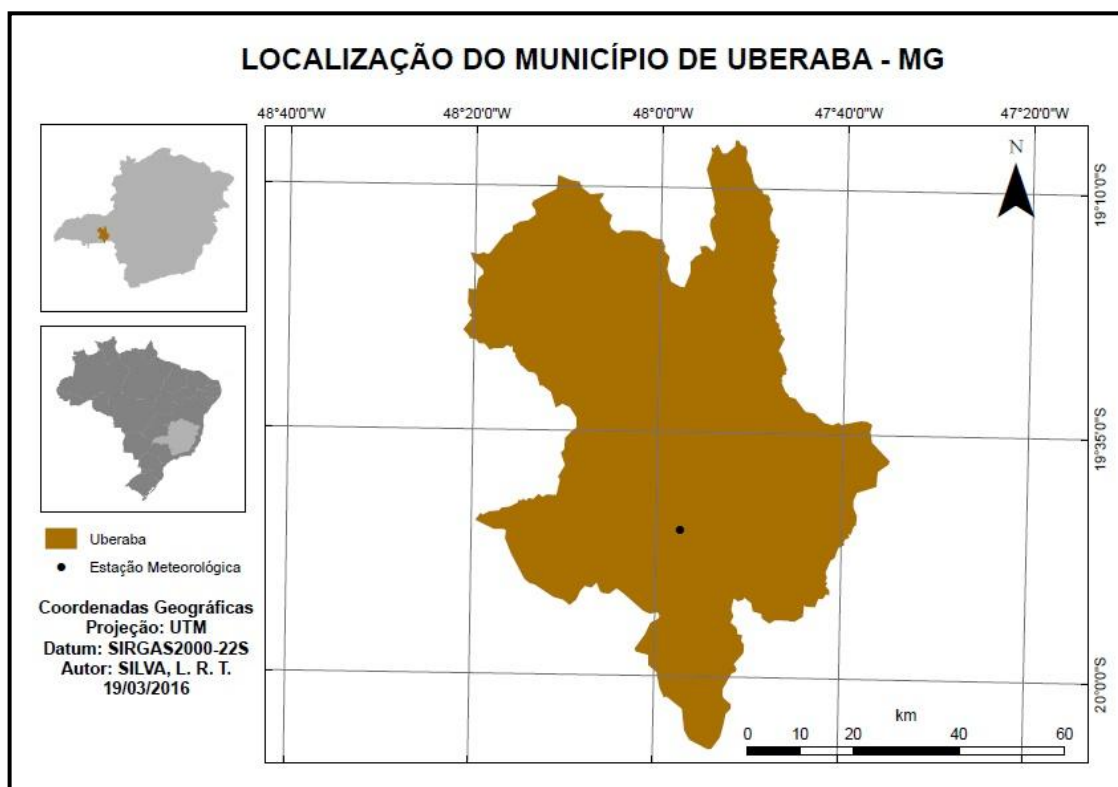 LOCALIZAÇÃO DO MUNICÍPIO DE UBERABA - MG
48°40'0"W 48°20'0"W 48°0'0"W 47°40'0"W 47°20'0"W
N
19°10'0"S
19°35'0"S
20°0'0"S
Uberaba
Estação Meteorológica
Coordenadas Geográficas
Projeção: UTM
Datum: SIRGAS2000-22S
Autor: SILVA, L. R. T.
19/03/2016
km
0 10 20 40 60